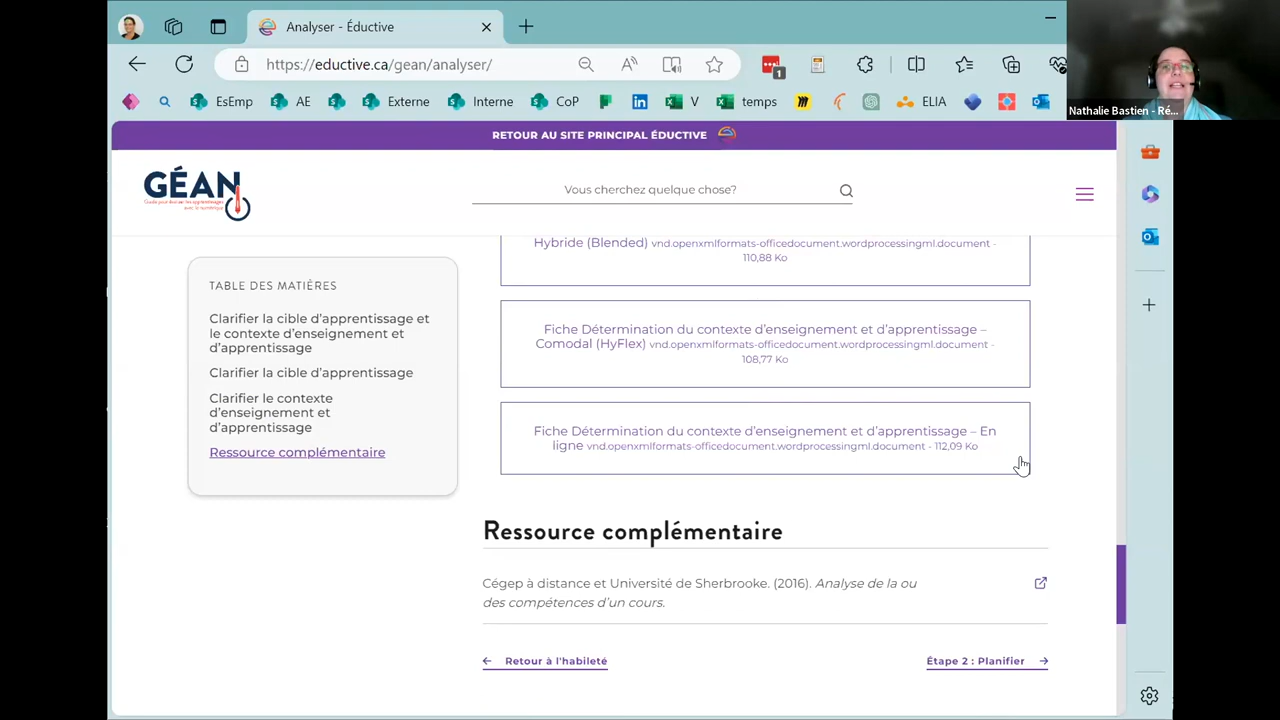 Analyser - Éductive
https://eductive.ca/gean/analyser/
1
EsEmp
AE
Externe
Interne
CoP
V
temps
ELIA
Nathalie Bastien - Ré...
RETOUR AU SITE PRINCIPAL ÉDUCTIVE
GÉAN
Vous cherchez quelque chose?
TABLE DES MATIÈRES
Clarifier la cible d'apprentissage et
le contexte d'enseignement et
d'apprentissage
Clarifier la cible d'apprentissage
Clarifier le contexte
d'enseignement et
d'apprentissage
Ressource complémentaire
Hybride (Blended) vnd.openxmlformats-officedocument.wordprocessingml.document -
110,88 Ko
Fiche Détermination du contexte d'enseignement et d'apprentissage –
Comodal (HyFlex) vnd.openxmlformats-officedocument.wordprocessingml.document -
108,77 Ko
Fiche Détermination du contexte d'enseignement et d'apprentissage – En
ligne vnd.openxmlformats-officedocument.wordprocessingml.document - 112,09 Ko
Ressource complémentaire
Cégep à distance et Université de Sherbrooke. (2016). Analyse de la ou
des compétences d'un cours.
Retour à l'habileté
Étape 2 : Planifier